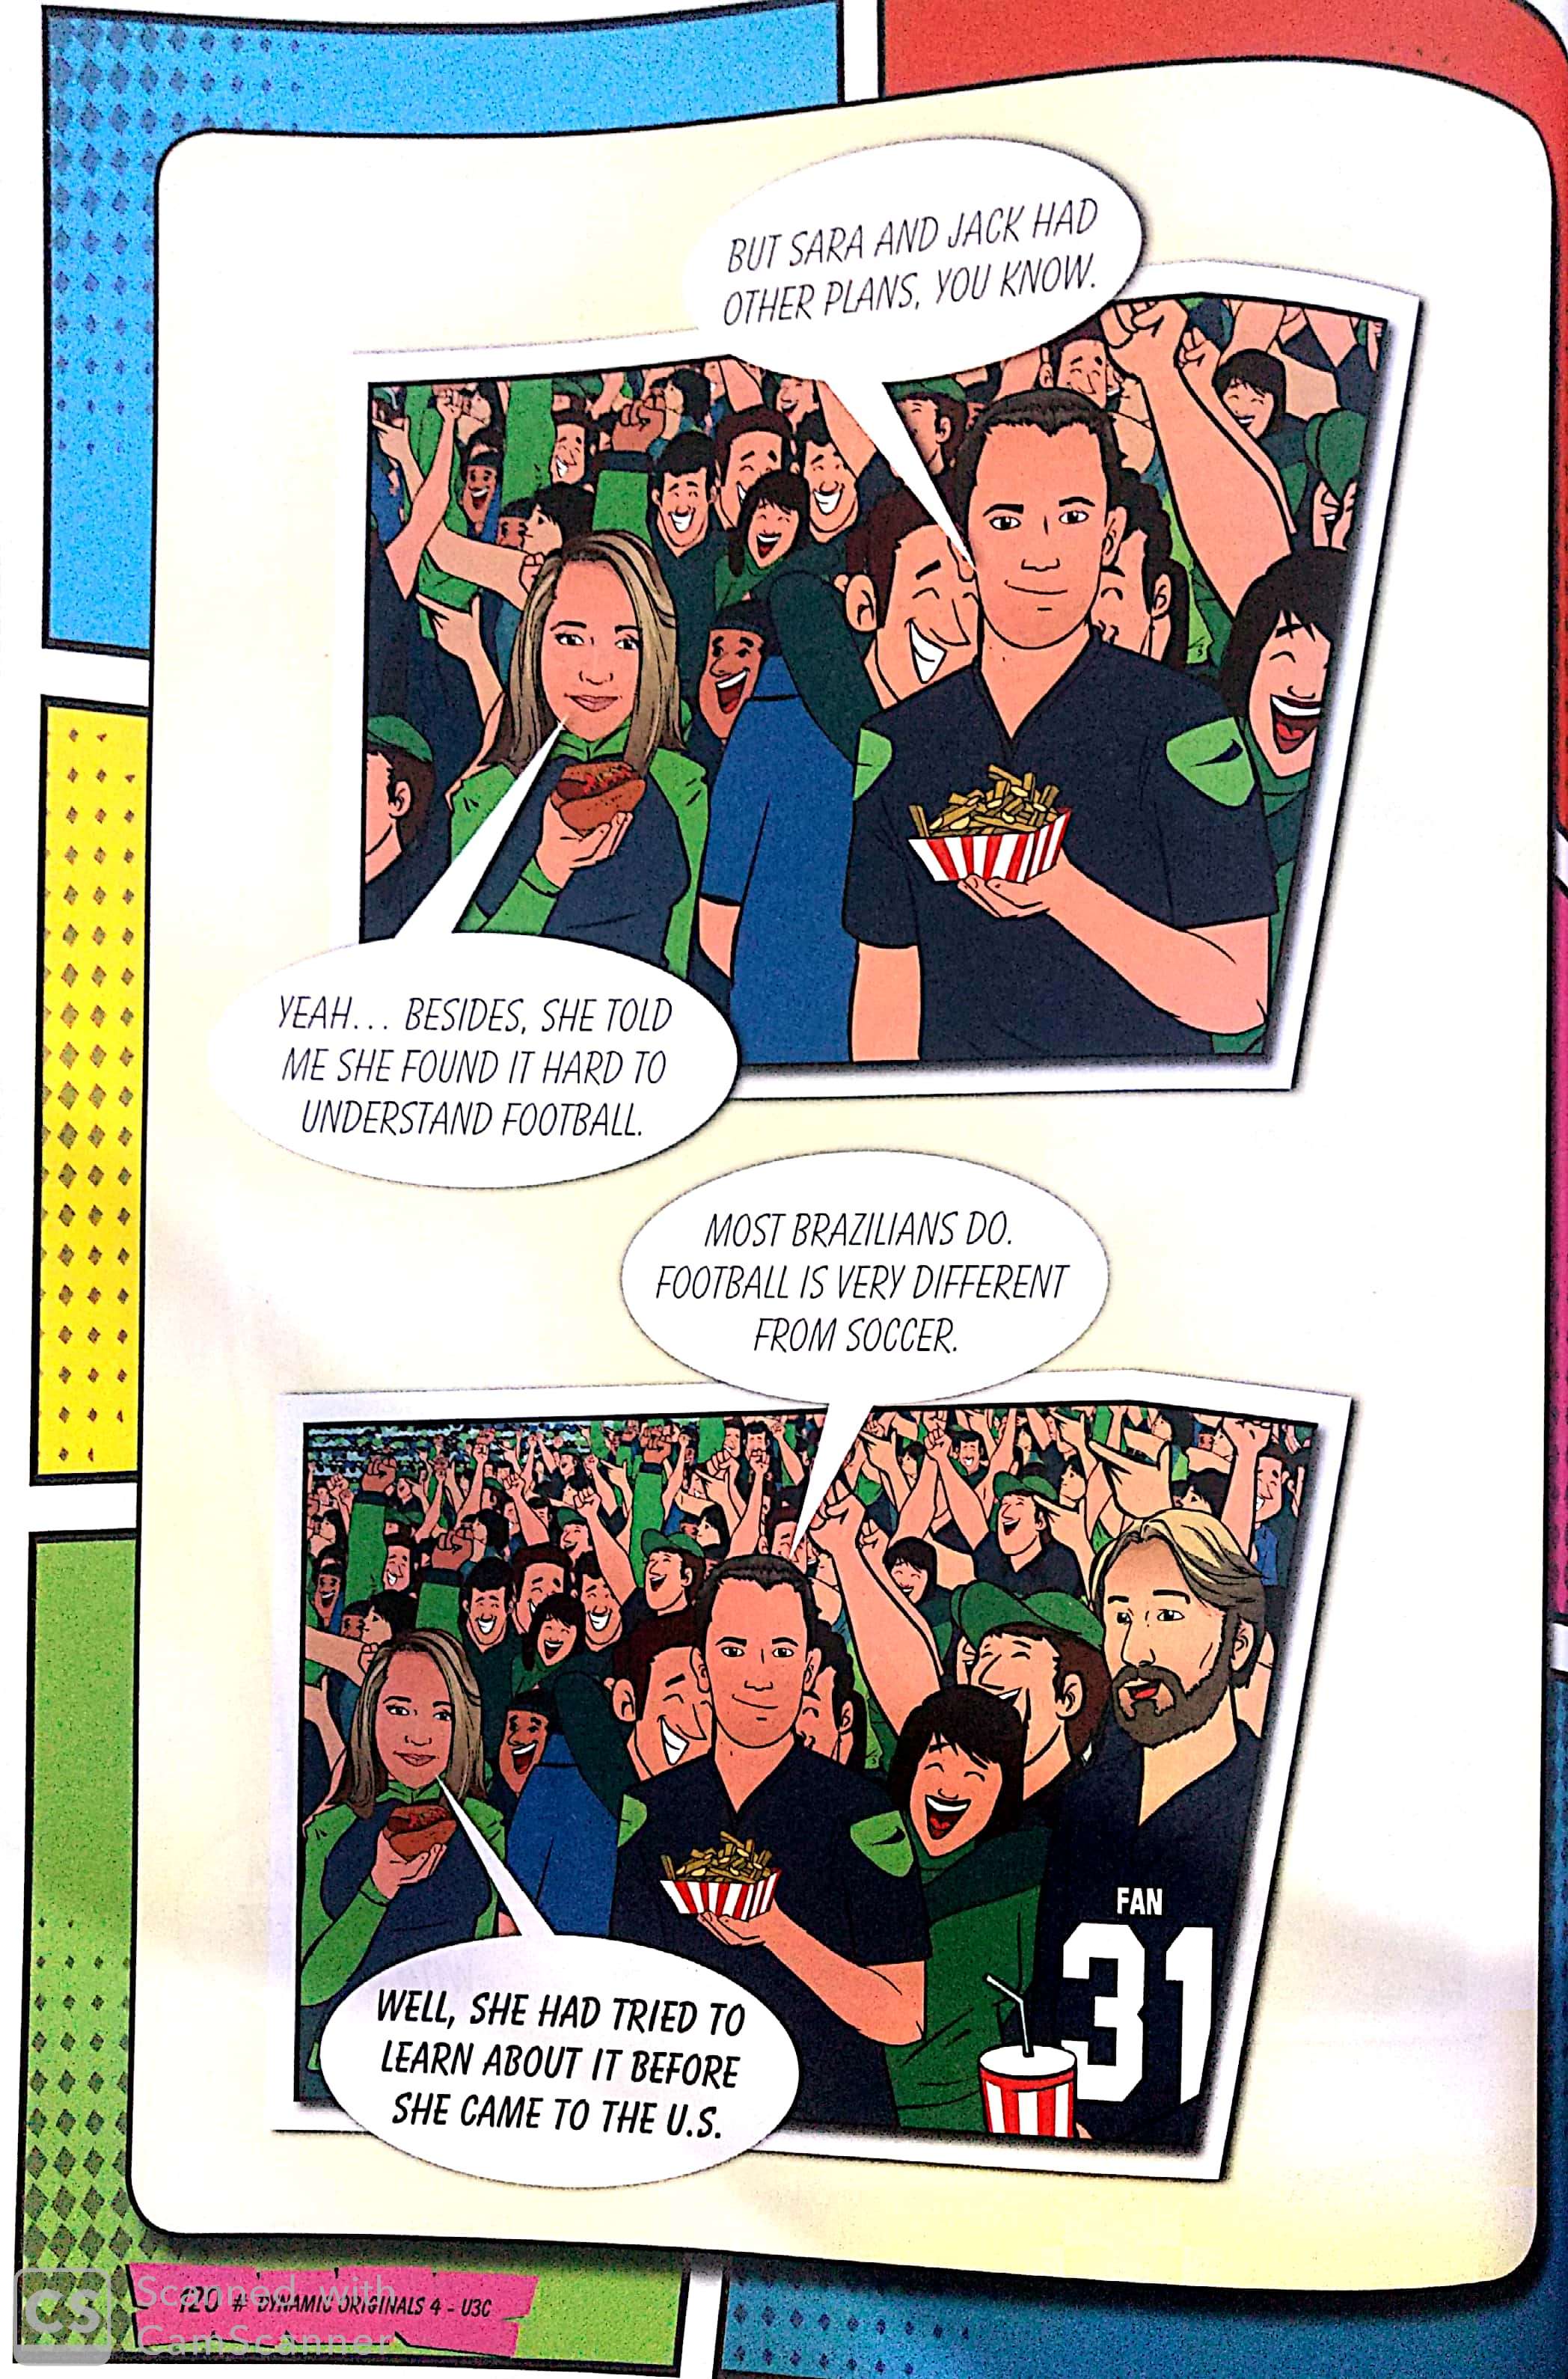 BUT SARA AND JACK HAD
OTHER PLANS, YOU KNOW.
YEAH... BESIDES, SHE TOLD
ME SHE FOUND IT HARD TO
UNDERSTAND FOOTBALL.
MOST BRAZILIANS DO.
FOOTBALL IS VERY DIFFERENT
FROM SOCCER.
FAN
31
WELL, SHE HAD TRIED TO
LEARN ABOUT IT BEFORE
SHE CAME TO THE U.S.
120 # DYNAMIC ORIGINALS 4 - U3C
CS Scanned with
CamScanner